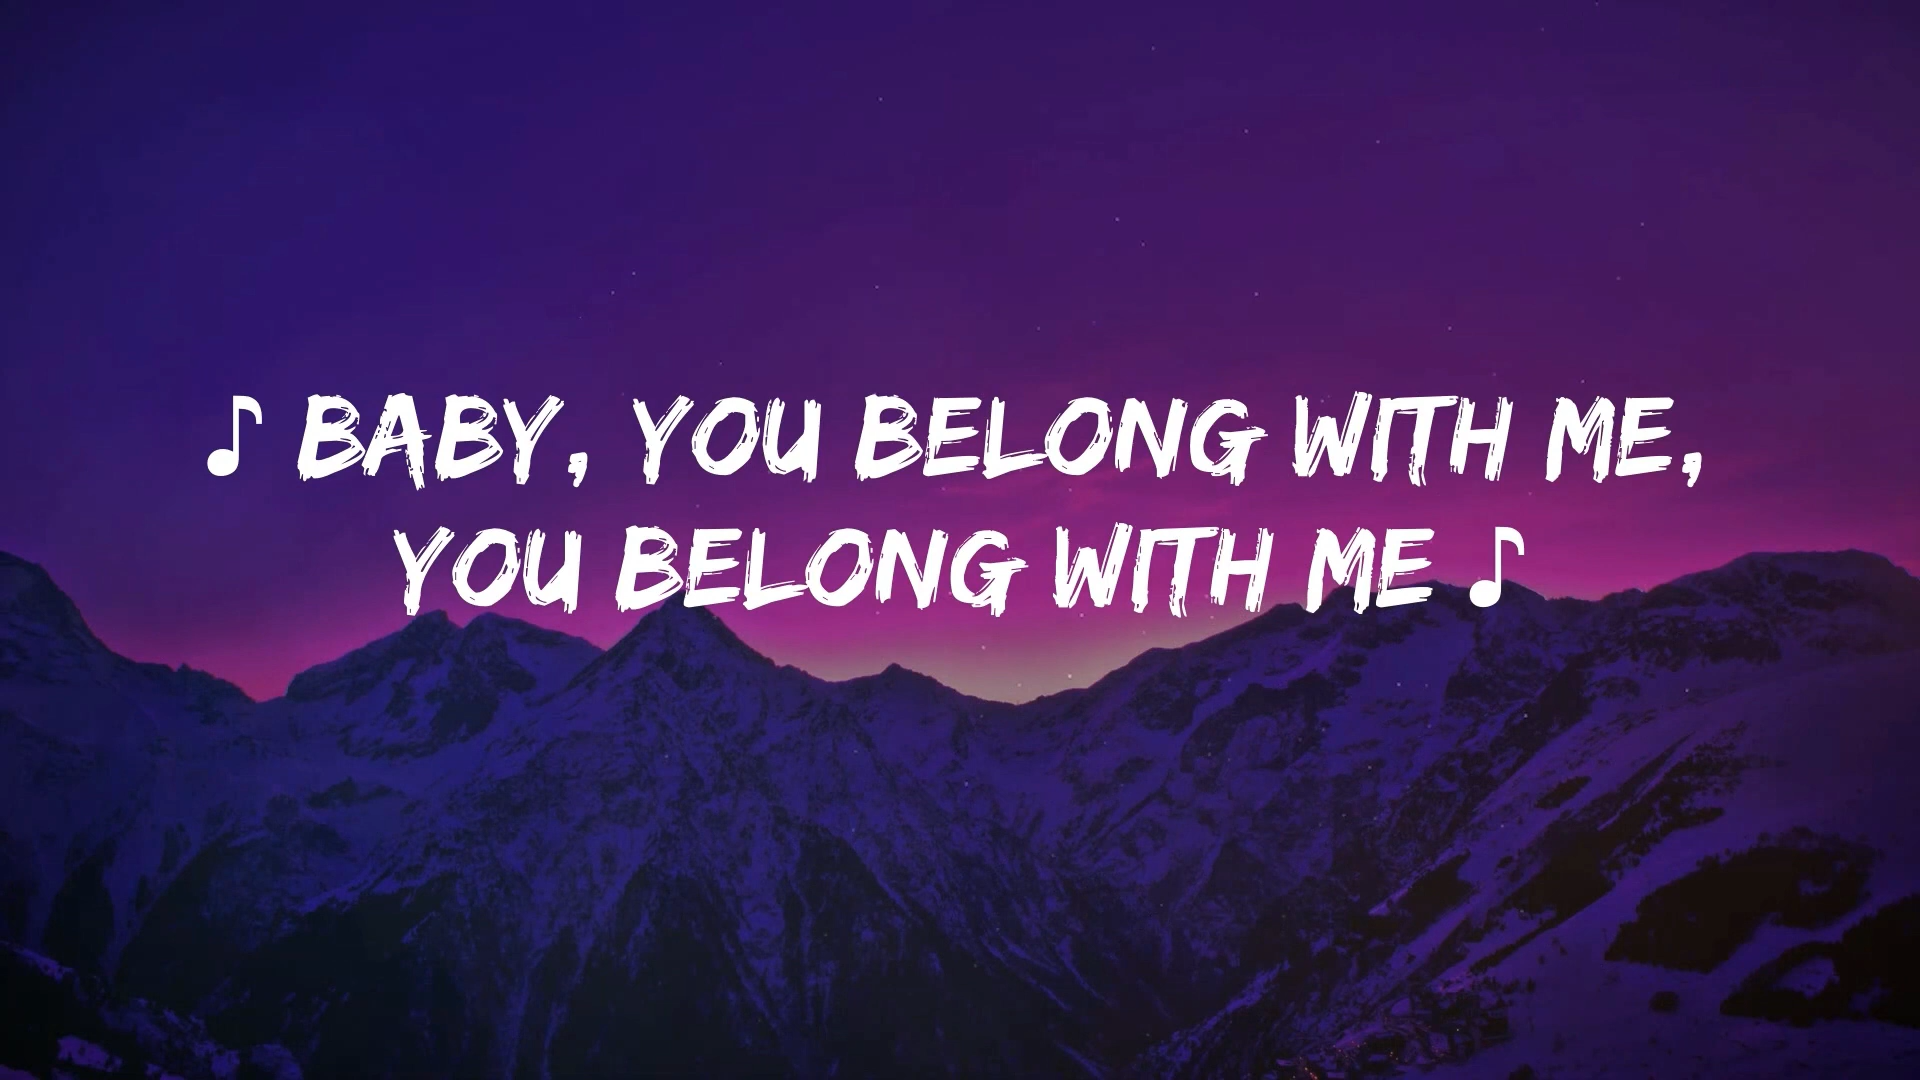 ♪ BABY, YOU BELONG WITH ME,
YOU BELONG WITH ME ♪